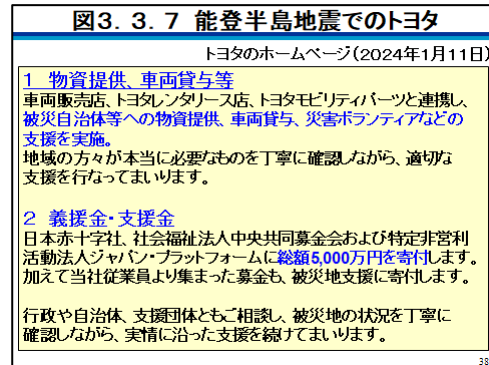 図3．3．7 能登半島地震でのトヨタ
トヨタのホームページ(2024年1月11日)
1 物資提供、車両貸与等
車両販売店、トヨタレンタリース店、トヨタモビリティパーツと連携し、
被災自治体等への物資提供、車両貸与、災害ボランティアなどの
支援を実施。
地域の方々が本当に必要なものを丁寧に確認しながら、適切な
支援を行なってまいります。
2 義援金・支援金
日本赤十字社、社会福祉法人中央共同募金会および特定非営利
活動法人ジャパン・プラットフォームに総額5,000万円を寄付します。
加えて当社従業員より集まった募金も、被災地支援に寄付します。
行政や自治体、支援団体ともご相談し、被災地の状況を丁寧に
確認しながら、実情に沿った支援を続けてまいります。
38